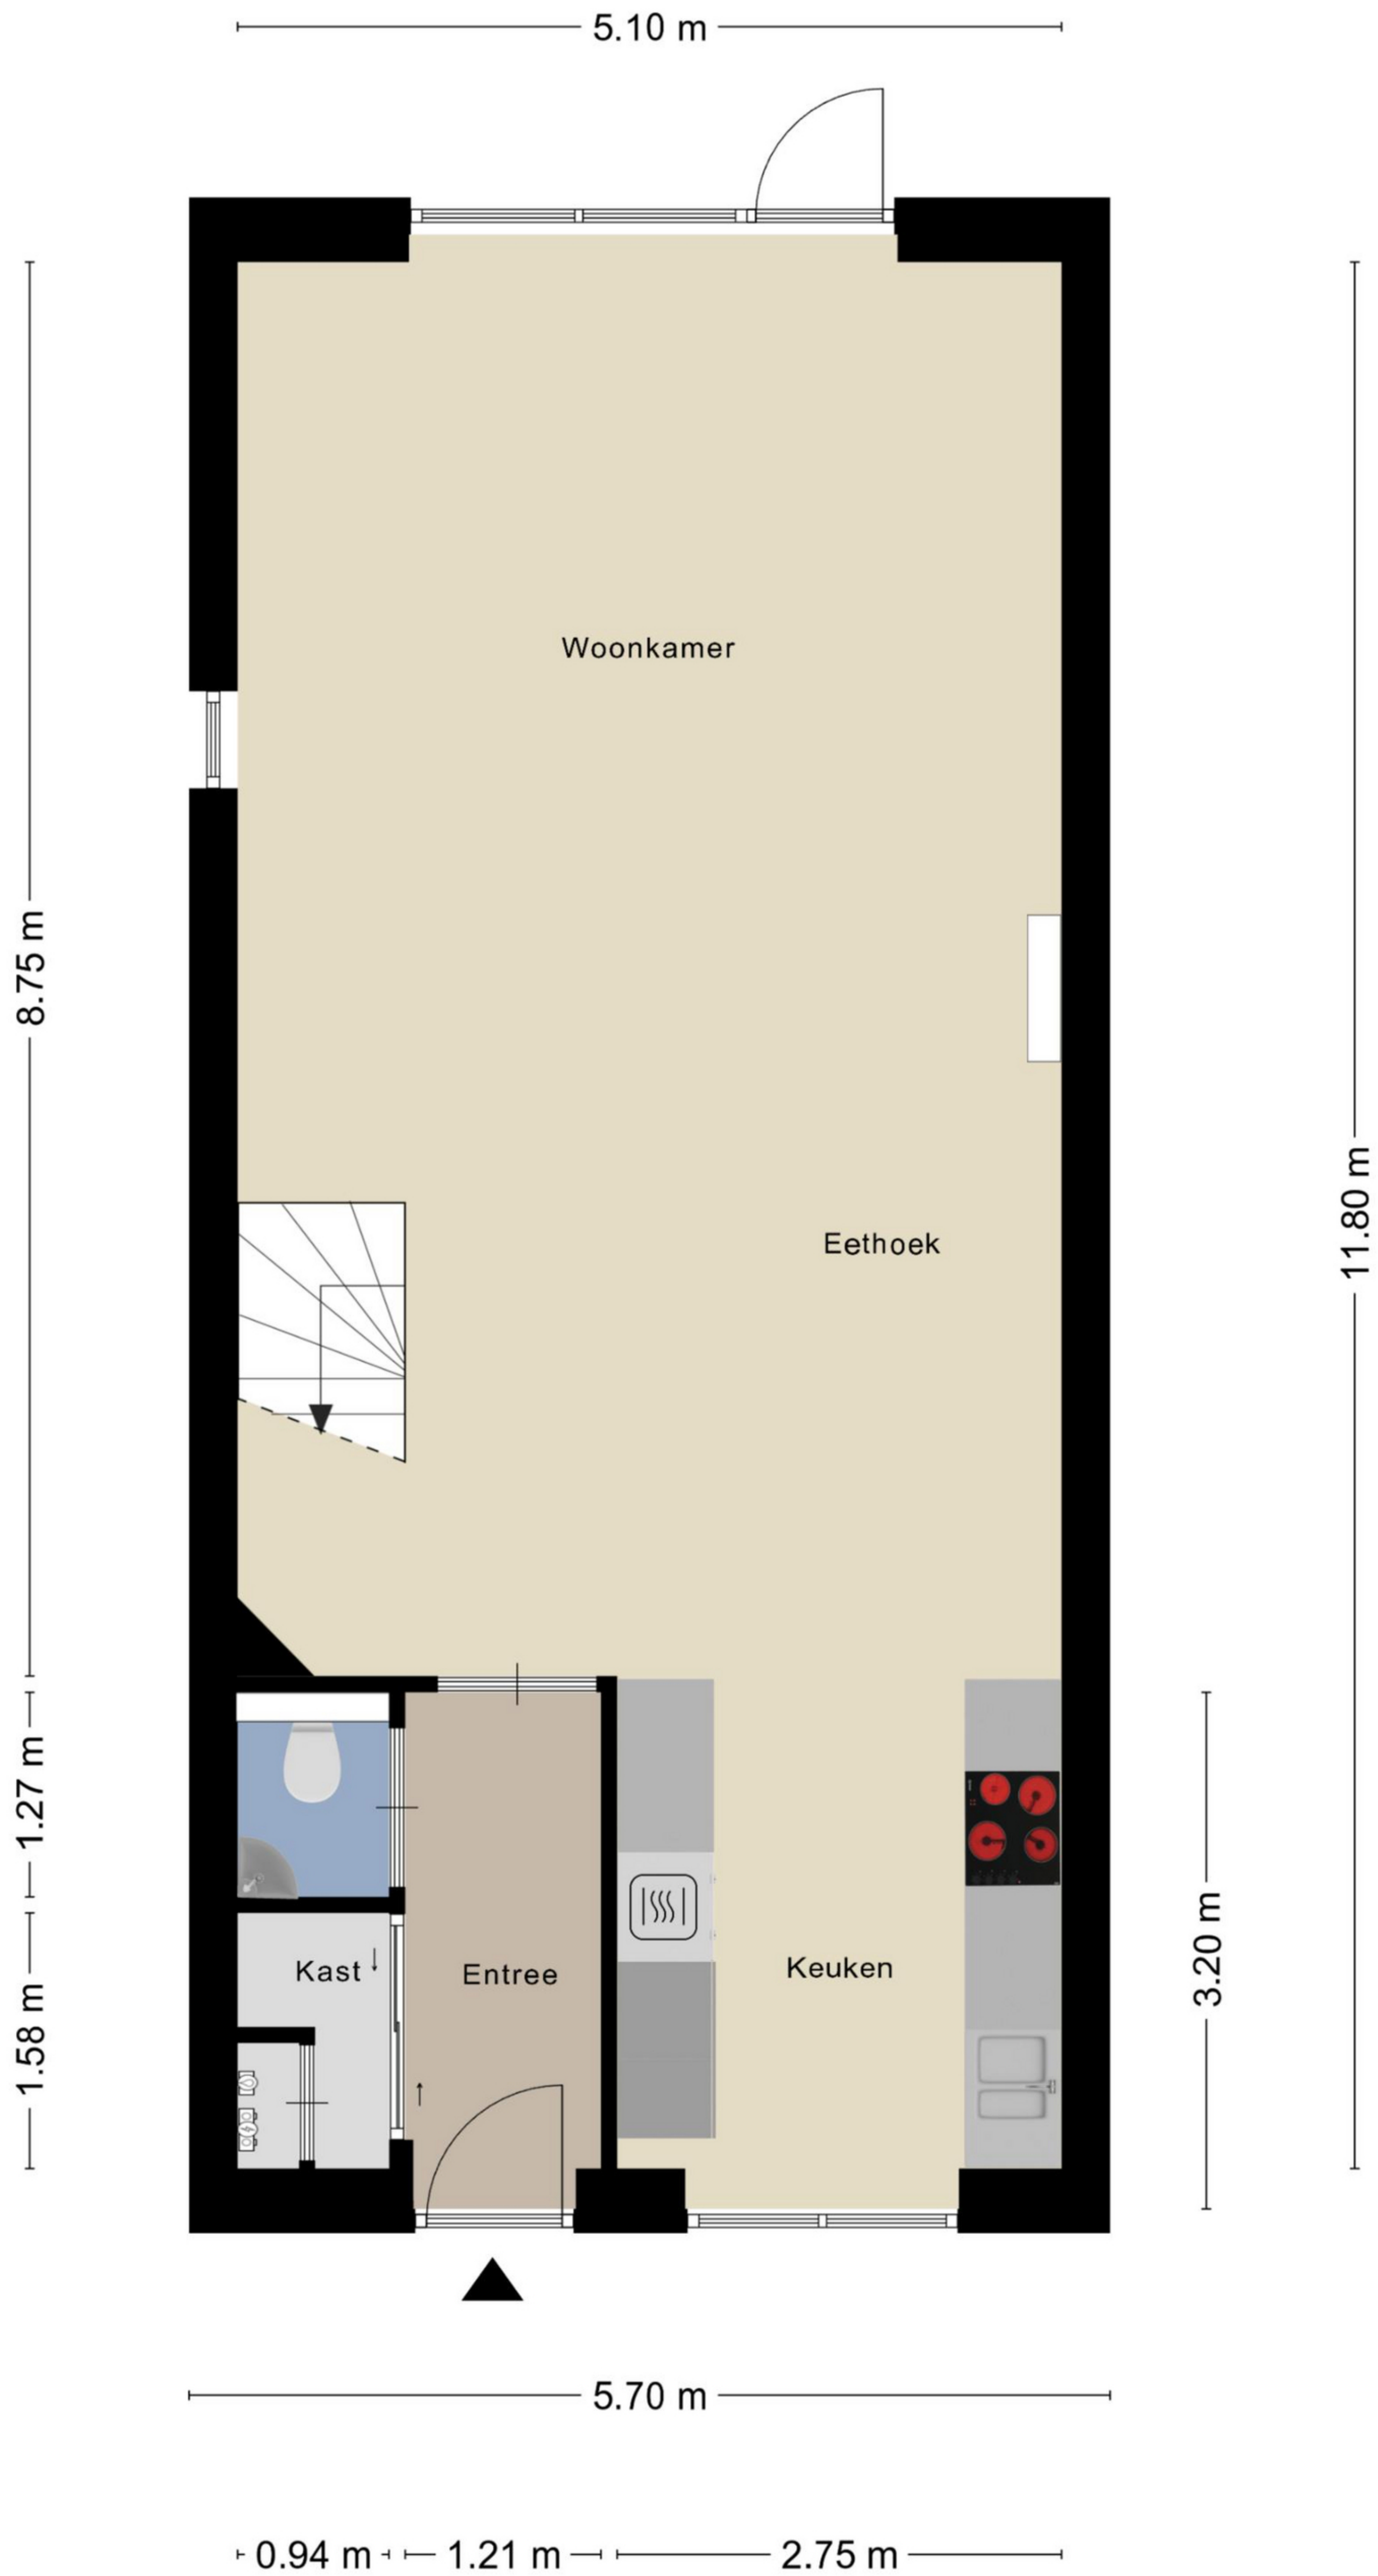 5.10 m
Woonkamer
8.75 m
11.80 m
Eethoek
1.27 m
3.20 m
Kast
Entree
Keuken
1.58 m
5.70 m
0.94 m
1.21 m
2.75 m